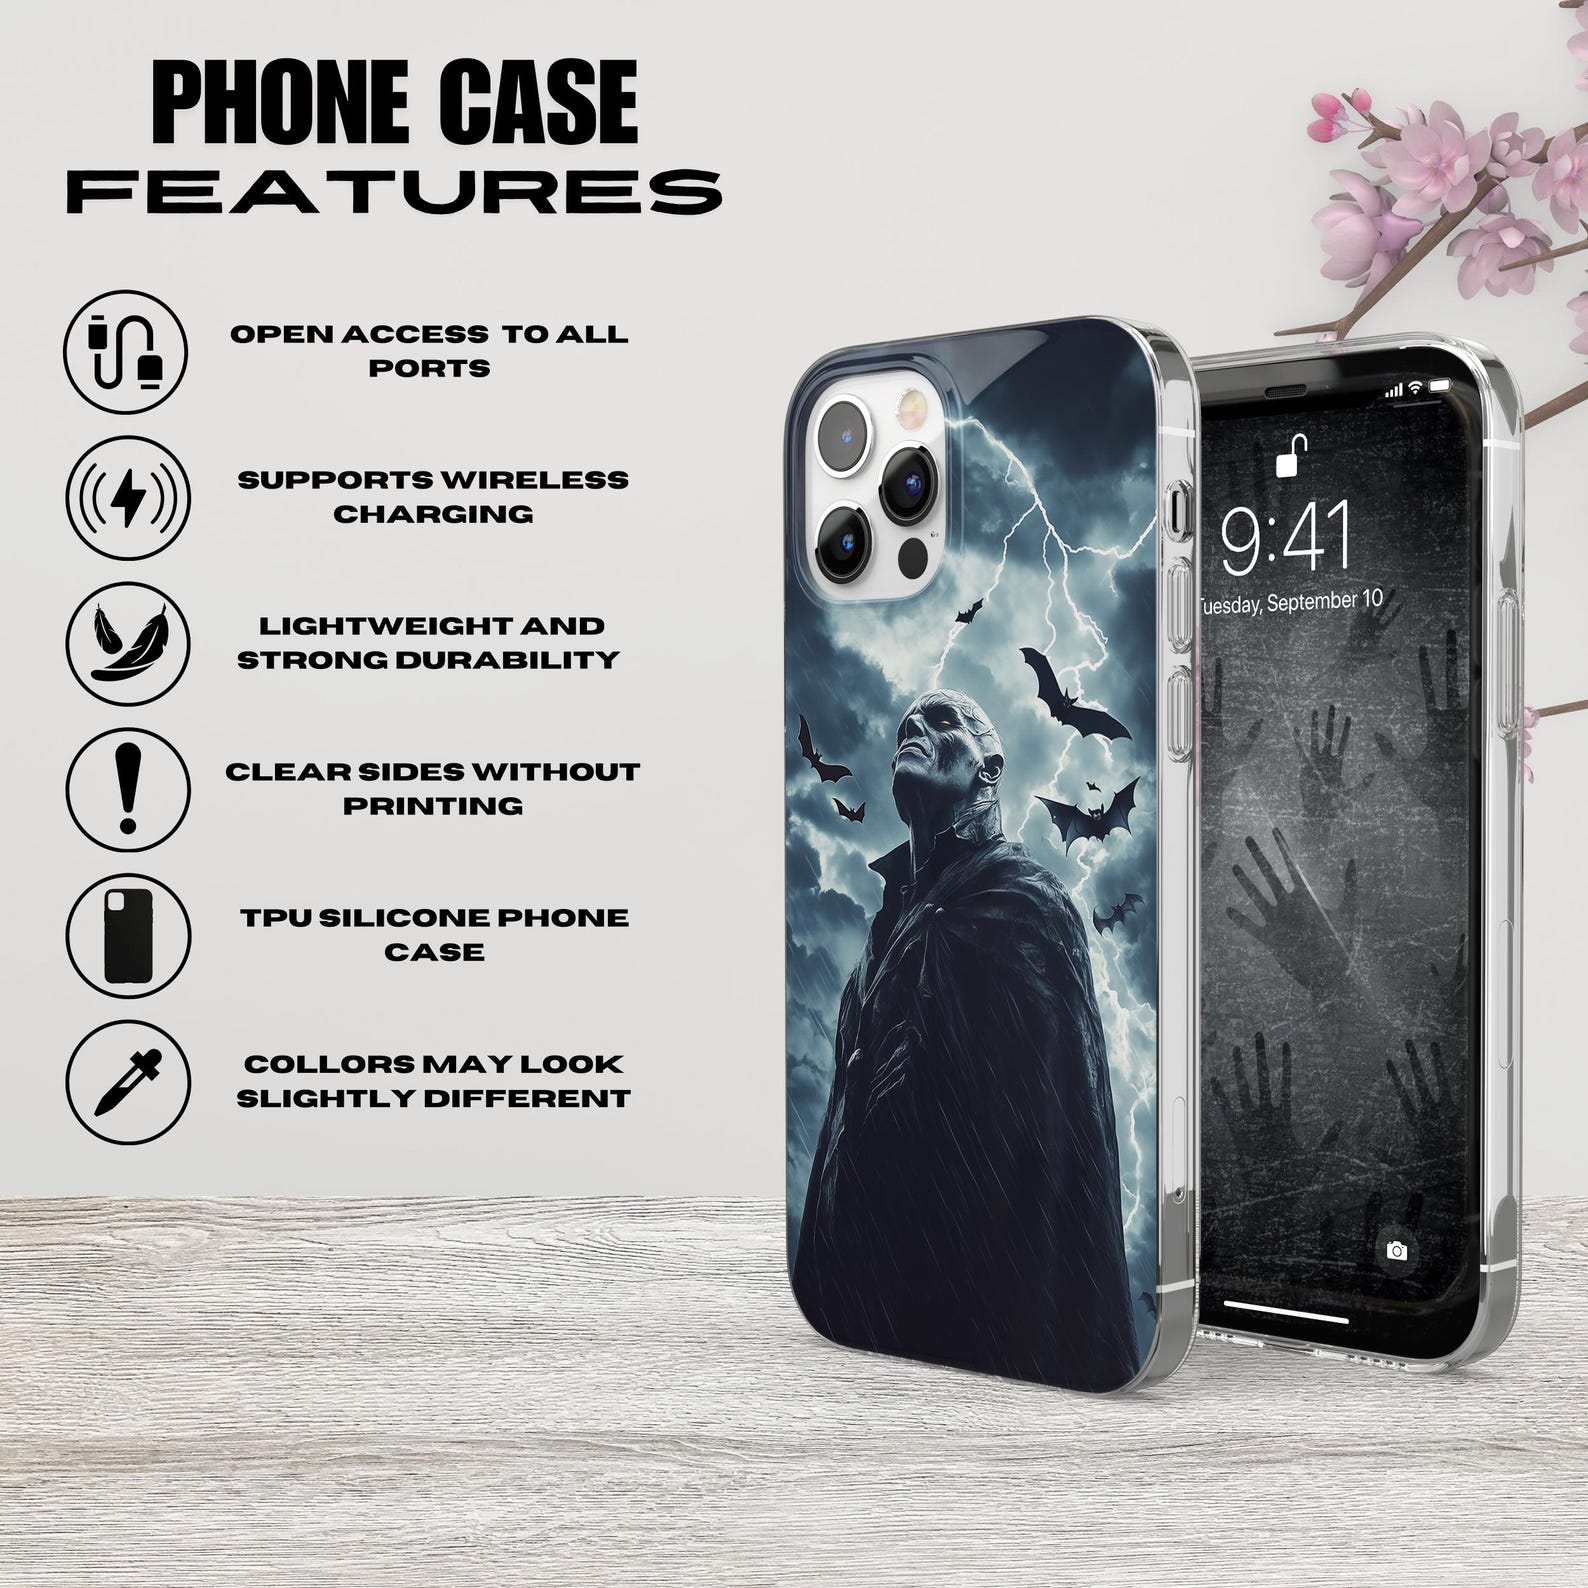 PHONE CASE
FEATURES
OPEN ACCESS TO ALL
PORTS
SUPPORTS WIRELESS
CHARGING
LIGHTWEIGHT AND
STRONG DURABILITY
CLEAR SIDES WITHOUT
PRINTING
TPU SILICONE PHONE
CASE
COLLORS MAY LOOK
SLIGHTLY DIFFERENT
9:41
Tuesday, September 10